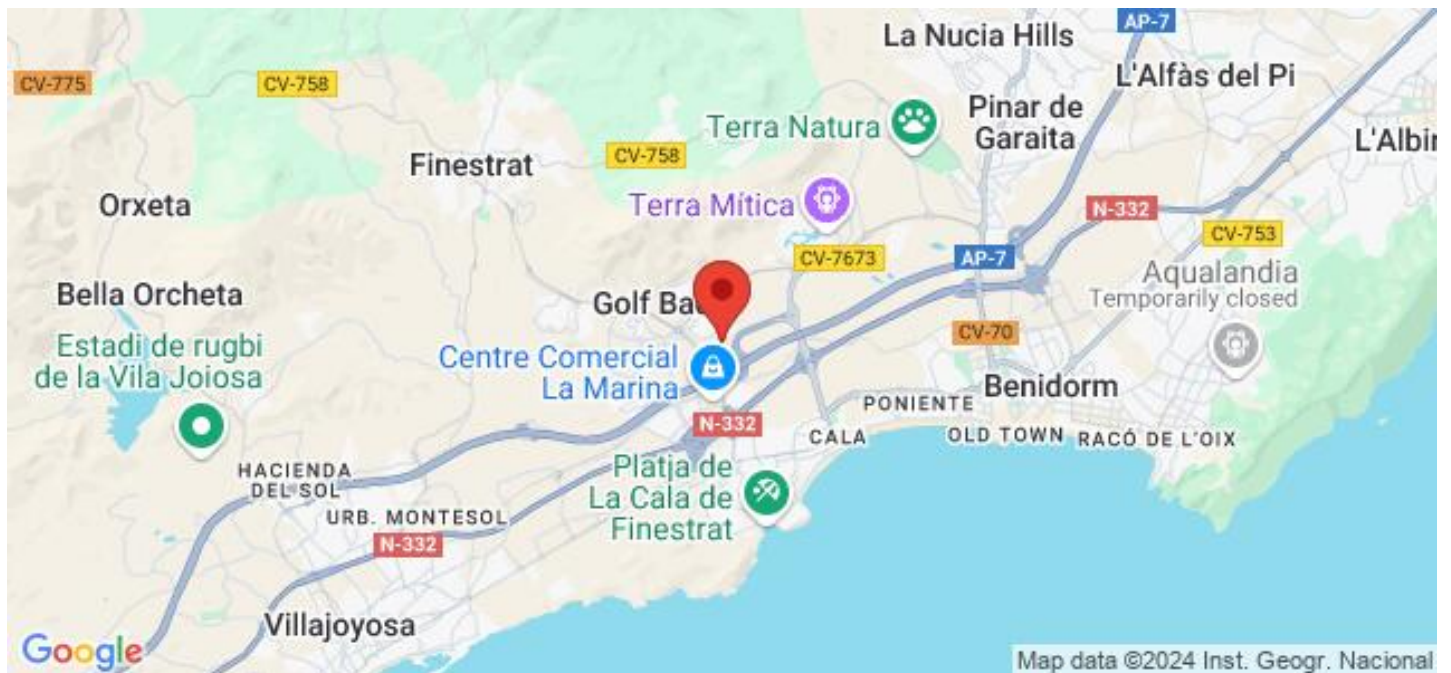 La Nucia Hills
AP-7
CV-775
CV-758
L'Alfàs del Pi
Terra Natura
Pinar de
Garaita
L'Albir
Finestrat
CV-758
Orxeta
Terra Mítica
N-332
CV-753
CV-7673
AP-7
Aqualandia
Temporarily closed
Bella Orcheta
Golf Ba
Estadi de rugbi
de la Vila Joiosa
Centre Comercial
La Marina
CV-70
Benidorm
PONIENTE
N-332
CALA
OLD TOWN
RACÓ DE L'OIX
HACIENDA
DEL SOL
Platja de
La Cala de
Finestrat
URB. MONTESOL
N-332
Villajoyosa
Google
Map data ©2024 Inst. Geogr. Nacional